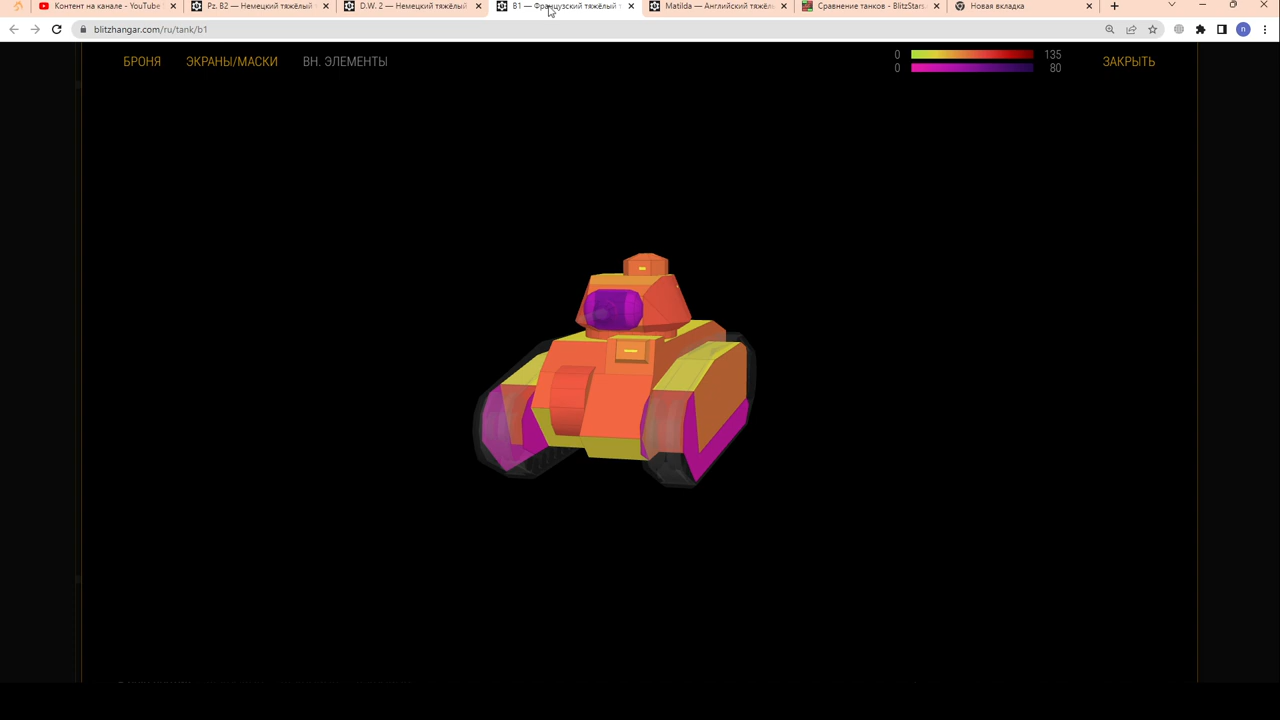 Контент на канале - YouTube
Pz. B2 — Немецкий тяжёлый
D.W. 2 — Немецкий тяжёлый
B1 — Французский тяжёлый
Matilda — Английский тяжёл
Сравнение танков - BlitzStars
Новая вкладка
blitzhangar.com/ru/tank/b1
n
БРОНЯ
ЭКРАНЫ/МАСКИ
ВН. ЭЛЕМЕНТЫ
0 135
0 80
ЗАКРЫТЬ